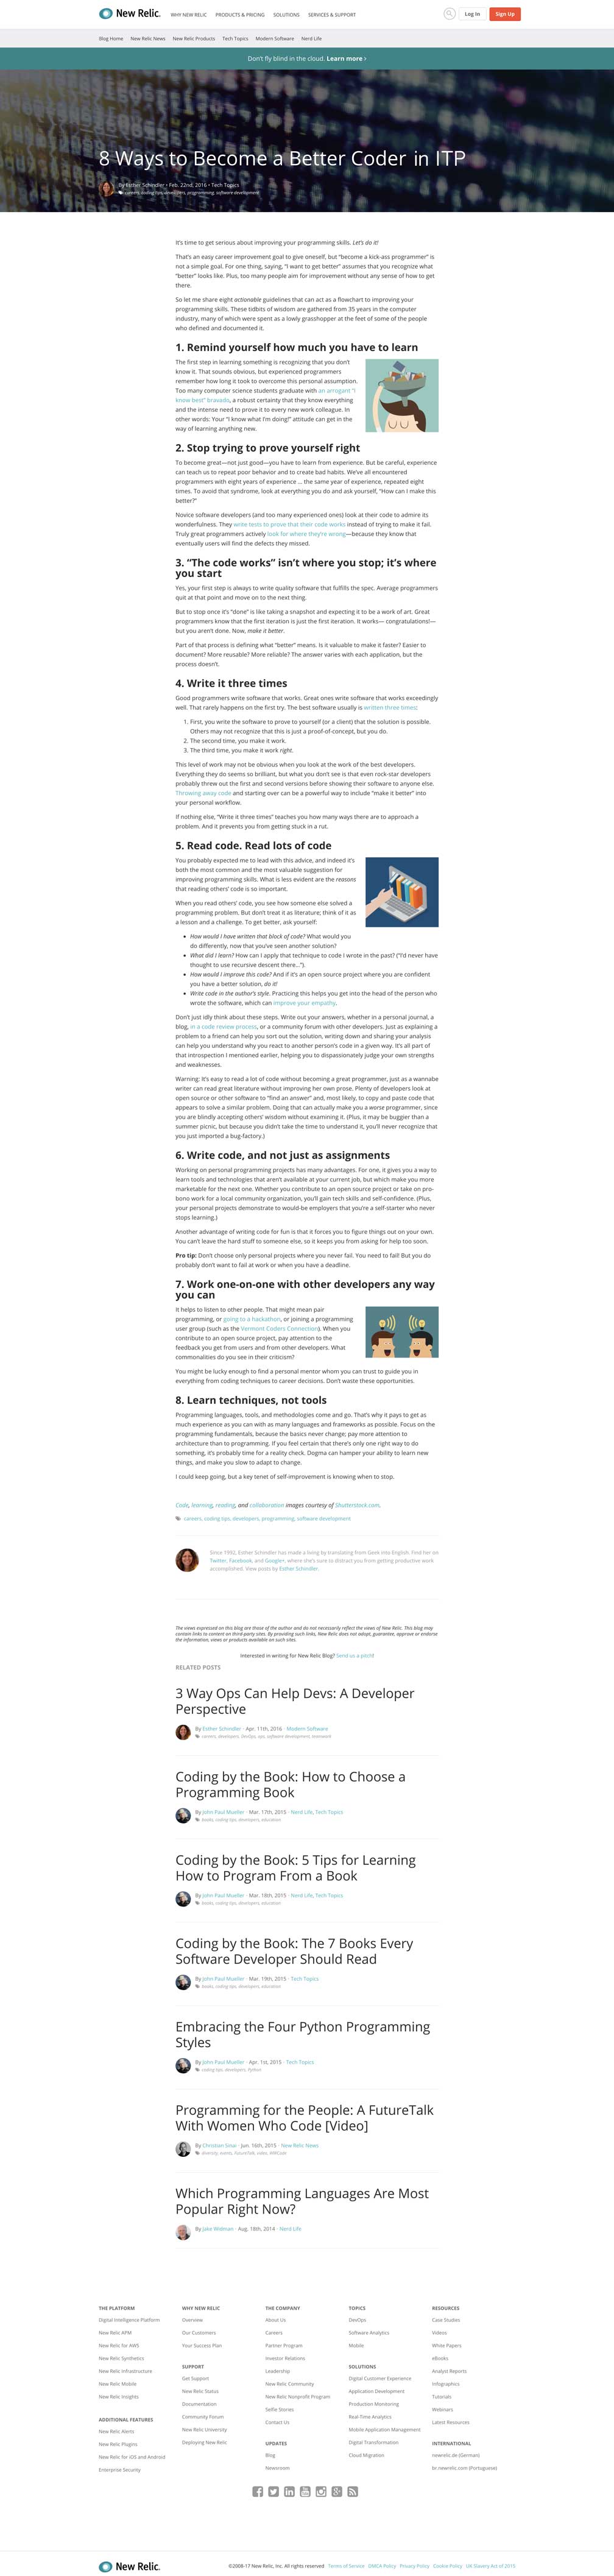 New Relic.
WHY NEW RELIC PRODUCTS & PRICING SOLUTIONS SERVICES & SUPPORT
Log In Sign Up
Blog Home New Relic News New Relic Products Tech Topics Modern Software Nerd Life
Don't fly blind in the cloud. Learn more ›
8 Ways to Become a Better Coder in ITP
By Esther Schindler • Feb. 22nd, 2016 • Tech Topics
careers, coding tips, developers, programming, software development
It's time to get serious about improving your programming skills. Let's do it!
That's an easy career improvement goal to give oneself, but "become a kick-ass programmer" is
not a simple goal. For one thing, saying, "I want to get better" assumes that you recognize what
"better" looks like. Plus, too many people aim for improvement without any sense of how to get
there.
So let me share eight actionable guidelines that can act as a flowchart to improving your
programming skills. These tidbits of wisdom are gathered from 35 years in the computer
industry, many of which were spent as a lowly grasshopper at the feet of some of the people
who defined and documented it.
1. Remind yourself how much you have to learn
The first step in learning something is recognizing that you don't
know it. That sounds obvious, but experienced programmers
remember how long it took to overcome this personal assumption.
Too many computer science students graduate with an arrogant "I
know best" bravado, a robust certainty that they know everything
and the intense need to prove it to every new work colleague. In
other words: Your "I know what I'm doing!" attitude can get in the
way of learning anything new.
2. Stop trying to prove yourself right
To become great—not just good—you need to learn from experience. But be careful, experience
can teach us to repeat poor behavior and to create bad habits. We've all encountered
programmers with eight years of experience … the same year of experience, repeated eight
times. To avoid that syndrome, look at everything you do and ask yourself, "How can I make this
better?"
Novice software developers (and too many experienced ones) look at their code to admire its
wonderfulness. They write tests to prove that their code works instead of trying to make it fail.
Truly great programmers actively look for where they're wrong—because they know that
eventually users will find the defects they missed.
3. "The code works" isn't where you stop; it's where
you start
Yes, your first step is always to write quality software that fulfills the spec. Average programmers
quit at that point and move on to the next thing.
But to stop once it's "done" is like taking a snapshot and expecting it to be a work of art. Great
programmers know that the first iteration is just the first iteration. It works— congratulations!—
but you aren't done. Now, make it better.
Part of that process is defining what "better" means. Is it valuable to make it faster? Easier to
document? More reusable? More reliable? The answer varies with each application, but the
process doesn't.
4. Write it three times
Good programmers write software that works. Great ones write software that works exceedingly
well. That rarely happens on the first try. The best software usually is written three times:
1. First, you write the software to prove to yourself (or a client) that the solution is possible.
Others may not recognize that this is just a proof-of-concept, but you do.
2. The second time, you make it work.
3. The third time, you make it work right.
This level of work may not be obvious when you look at the work of the best developers.
Everything they do seems so brilliant, but what you don't see is that even rock-star developers
probably threw out the first and second versions before showing their software to anyone else.
Throwing away code and starting over can be a powerful way to include "make it better" into
your personal workflow.
If nothing else, "Write it three times" teaches you how many ways there are to approach a
problem. And it prevents you from getting stuck in a rut.
5. Read code. Read lots of code
You probably expected me to lead with this advice, and indeed it's
both the most common and the most valuable suggestion for
improving programming skills. What is less evident are the reasons
that reading others' code is so important.
When you read others' code, you see how someone else solved a
programming problem. But don't treat it as literature; think of it as
a lesson and a challenge. To get better, ask yourself:
• How would I have written that block of code? What would you
do differently, now that you've seen another solution?
• What did I learn? How can I apply that technique to code I wrote in the past? ("I'd never have
thought to use recursive descent there…").
• How would I improve this code? And if it's an open source project where you are confident
you have a better solution, do it!
• Write code in the author's style. Practicing this helps you get into the head of the person who
wrote the software, which can improve your empathy.
Don't just idly think about these steps. Write out your answers, whether in a personal journal, a
blog, in a code review process, or a community forum with other developers. Just as explaining a
problem to a friend can help you sort out the solution, writing down and sharing your analysis
can help you understand why you react to another person's code in a given way. It's all part of
that introspection I mentioned earlier, helping you to dispassionately judge your own strengths
and weaknesses.
Warning: It's easy to read a lot of code without becoming a great programmer, just as a wannabe
writer can read great literature without improving her own prose. Plenty of developers look at
open source or other software to "find an answer" and, most likely, to copy and paste code that
appears to solve a similar problem. Doing that can actually make you a worse programmer, since
you are blindly accepting others' wisdom without examining it. (Plus, it may be buggier than a
summer picnic, but because you didn't take the time to understand it, you'll never recognize that
you just imported a bug-factory.)
6. Write code, and not just as assignments
Working on personal programming projects has many advantages. For one, it gives you a way to
learn tools and technologies that aren't available at your current job, but which may you more
marketable for the next one. Whether you contribute to an open source project or take on pro-
bono work for a local community organization, you'll gain tech skills and self-confidence. (Plus,
your personal projects demonstrate to would-be employers that you're a self-starter who never
stops learning.)
Another advantage of writing code for fun is that it forces you to figure things out on your own.
You can't leave the hard stuff to someone else, so it keeps you from asking for help too soon.
Pro tip: Don't choose only personal projects where you never fail. You need to fail! But you do
probably don't want to fail at work or when you have a deadline.
7. Work one-on-one with other developers any way
you can
It helps to listen to other people. That might mean pair
programming, or going to a hackathon, or joining a programming
user group (such as the Vermont Coders Connection). When you
contribute to an open source project, pay attention to the
feedback you get from users and from other developers. What
commonalities do you see in their criticism?
You might be lucky enough to find a personal mentor whom you can trust to guide you in
everything from coding techniques to career decisions. Don't waste these opportunities.
8. Learn techniques, not tools
Programming languages, tools, and methodologies come and go. That's why it pays to get as
much experience as you can with as many languages and frameworks as possible. Focus on the
programming fundamentals, because the basics never change; pay more attention to
architecture than to programming. If you feel certain that there's only one right way to do
something, it's probably time for a reality check. Dogma can hamper your ability to learn new
things, and make you slow to adapt to change.
I could keep going, but a key tenet of self-improvement is knowing when to stop.
Code, learning, reading, and collaboration images courtesy of Shutterstock.com.
careers, coding tips, developers, programming, software development
Since 1992, Esther Schindler has made a living by translating from Geek into English. Find her on
Twitter, Facebook, and Google+, where she's sure to distract you from getting productive work
accomplished. View posts by Esther Schindler.
The views expressed on this blog are those of the author and do not necessarily reflect the views of New Relic. This blog may
contain links to content on third-party sites. By providing such links, New Relic does not adopt, guarantee, approve or endorse
the information, views or products available on such sites.
Interested in writing for New Relic Blog? Send us a pitch!
RELATED POSTS
3 Way Ops Can Help Devs: A Developer
Perspective
By Esther Schindler · Apr. 11th, 2016 · Modern Software
careers, developers, DevOps, ops, software development, teamwork
Coding by the Book: How to Choose a
Programming Book
By John Paul Mueller · Mar. 17th, 2015 · Nerd Life, Tech Topics
books, coding tips, developers, education
Coding by the Book: 5 Tips for Learning
How to Program From a Book
By John Paul Mueller · Mar. 18th, 2015 · Nerd Life, Tech Topics
books, coding tips, developers, education
Coding by the Book: The 7 Books Every
Software Developer Should Read
By John Paul Mueller · Mar. 19th, 2015 · Tech Topics
books, coding tips, developers, education
Embracing the Four Python Programming
Styles
By John Paul Mueller · Apr. 1st, 2015 · Tech Topics
coding tips, developers, Python
Programming for the People: A FutureTalk
With Women Who Code [Video]
By Christian Sinai · Jun. 16th, 2015 · New Relic News
diversity, events, FutureTalk, video, WWCode
Which Programming Languages Are Most
Popular Right Now?
By Jake Widman · Aug. 18th, 2014 · Nerd Life
THE PLATFORM
Digital Intelligence Platform
New Relic APM
New Relic for AWS
New Relic Synthetics
New Relic Infrastructure
New Relic Mobile
New Relic Insights
ADDITIONAL FEATURES
New Relic Alerts
New Relic Plugins
New Relic for iOS and Android
Enterprise Security
WHY NEW RELIC
Overview
Our Customers
Your Success Plan
SUPPORT
Get Support
New Relic Status
Documentation
Community Forum
New Relic University
Deploying New Relic
THE COMPANY
About Us
Careers
Partner Program
Investor Relations
Leadership
New Relic Community
New Relic Nonprofit Program
Selfie Stories
Contact Us
UPDATES
Blog
Newsroom
TOPICS
DevOps
Software Analytics
Mobile
SOLUTIONS
Digital Customer Experience
Application Development
Production Monitoring
Real-Time Analytics
Mobile Application Management
Digital Transformation
Cloud Migration
RESOURCES
Case Studies
Videos
White Papers
eBooks
Analyst Reports
Infographics
Tutorials
Webinars
Latest Resources
INTERNATIONAL
newrelic.de (German)
br.newrelic.com (Portuguese)
New Relic.
©2008-17 New Relic, Inc. All rights reserved Terms of Service DMCA Policy Privacy Policy Cookie Policy UK Slavery Act of 2015